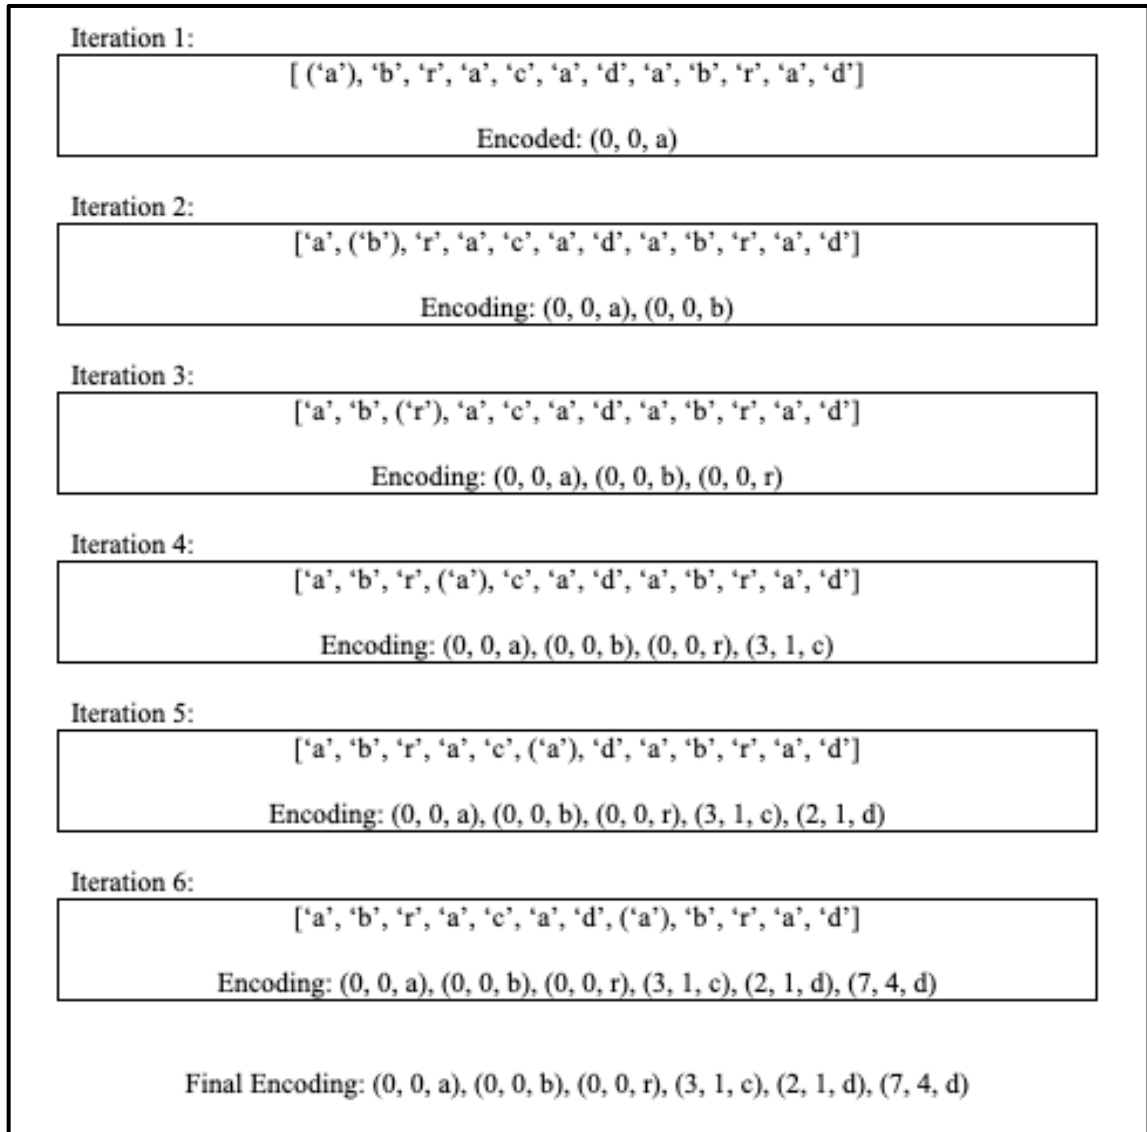 Iteration 1:
[ (‘a’), ‘b’, ‘r’, ‘a’, ‘c’, ‘a’, ‘d’, ‘a’, ‘b’, ‘r’, ‘a’, ‘d’]
Encoded: (0, 0, a)
Iteration 2:
[‘a’, (‘b’), ‘r’, ‘a’, ‘c’, ‘a’, ‘d’, ‘a’, ‘b’, ‘r’, ‘a’, ‘d’]
Encoding: (0, 0, a), (0, 0, b)
Iteration 3:
[‘a’, ‘b’, (‘r’), ‘a’, ‘c’, ‘a’, ‘d’, ‘a’, ‘b’, ‘r’, ‘a’, ‘d’]
Encoding: (0, 0, a), (0, 0, b), (0, 0, r)
Iteration 4:
[‘a’, ‘b’, ‘r’, (‘a’), ‘c’, ‘a’, ‘d’, ‘a’, ‘b’, ‘r’, ‘a’, ‘d’]
Encoding: (0, 0, a), (0, 0, b), (0, 0, r), (3, 1, c)
Iteration 5:
[‘a’, ‘b’, ‘r’, ‘a’, ‘c’, (‘a’), ‘d’, ‘a’, ‘b’, ‘r’, ‘a’, ‘d’]
Encoding: (0, 0, a), (0, 0, b), (0, 0, r), (3, 1, c), (2, 1, d)
Iteration 6:
[‘a’, ‘b’, ‘r’, ‘a’, ‘c’, ‘a’, ‘d’, (‘a’), ‘b’, ‘r’, ‘a’, ‘d’]
Encoding: (0, 0, a), (0, 0, b), (0, 0, r), (3, 1, c), (2, 1, d), (7, 4, d)
Final Encoding: (0, 0, a), (0, 0, b), (0, 0, r), (3, 1, c), (2, 1, d), (7, 4, d)